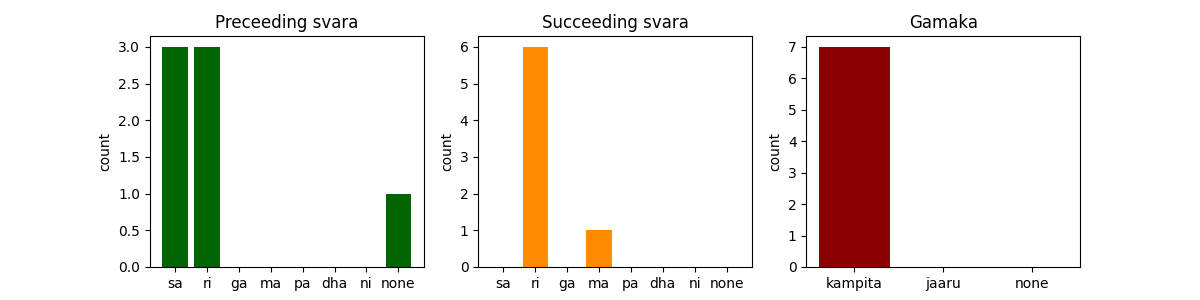 Preceeding svara
count
3.0
2.5
2.0
1.5
1.0
0.5
0.0
sa ri ga ma pa dha ni none
Succeeding svara
count
6
5
4
3
2
1
0
sa ri ga ma pa dha ni none
Gamaka
count
7
6
5
4
3
2
1
0
kampita jaaru none